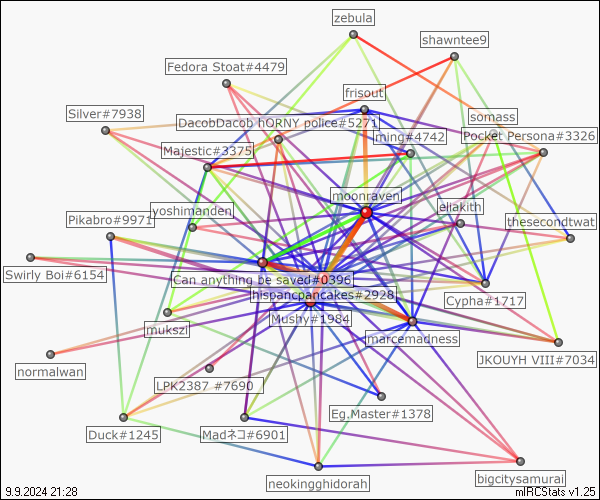 zebula
shawntee9
Fedora Stoat#4479
frisout
Silver#7938
somass
DacobDacob hORNY police#5271
ming#4742
Pocket Persona#3326
Majestic#3375
moonraven
eliakith
yoshimanden
Pikabro#9971
thesecondtwat
Swirly Boi#6154
Can anything be saved#0396
hispancpancakes#2928
Cypha#1717
Mushy#1984
mukszi
marcemadness
JKOUYH VIII#7034
normalwan
LPK2387 #7690
Eg.Master#1378
Duck#1245
Madネコ#6901
neokingghidorah
bigcitysamurai
9.9.2024 21:28
mIRCStats v1.25